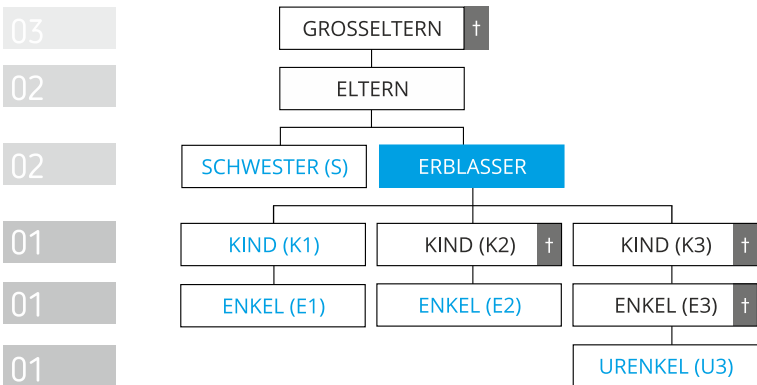 03 GROSSELTERN †
02 ELTERN
02 SCHWESTER (S) ERBLASSER
01 KIND (K1) KIND (K2) † KIND (K3) †
01 ENKEL (E1) ENKEL (E2) ENKEL (E3) †
01 URENKEL (U3)